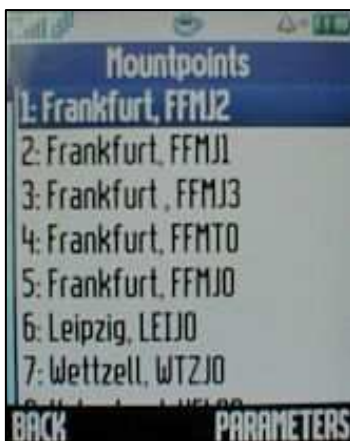 Mountpoints
1: Frankfurt, FFMJ2
2: Frankfurt, FFMJ1
3: Frankfurt , FFMJ3
4: Frankfurt, FFMT0
5: Frankfurt, FFMJ0
6: Leipzig, LEIJ0
7: Wettzell, WTZJ0
BACK PARAMETERS